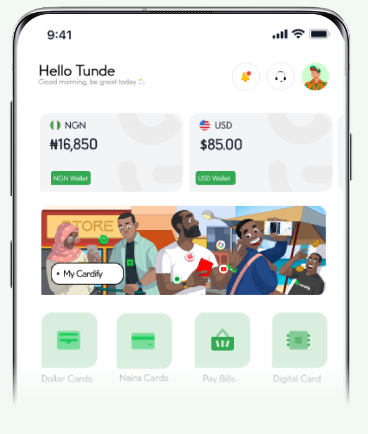 9:41
Hello Tunde
Good morning, be great today
NGN
₦16,850
NGN Wallet
USD
$85.00
USD Wallet
STORE
My Cardify
Dollar Cards
Naira Cards
Pay Bills
Digital Card